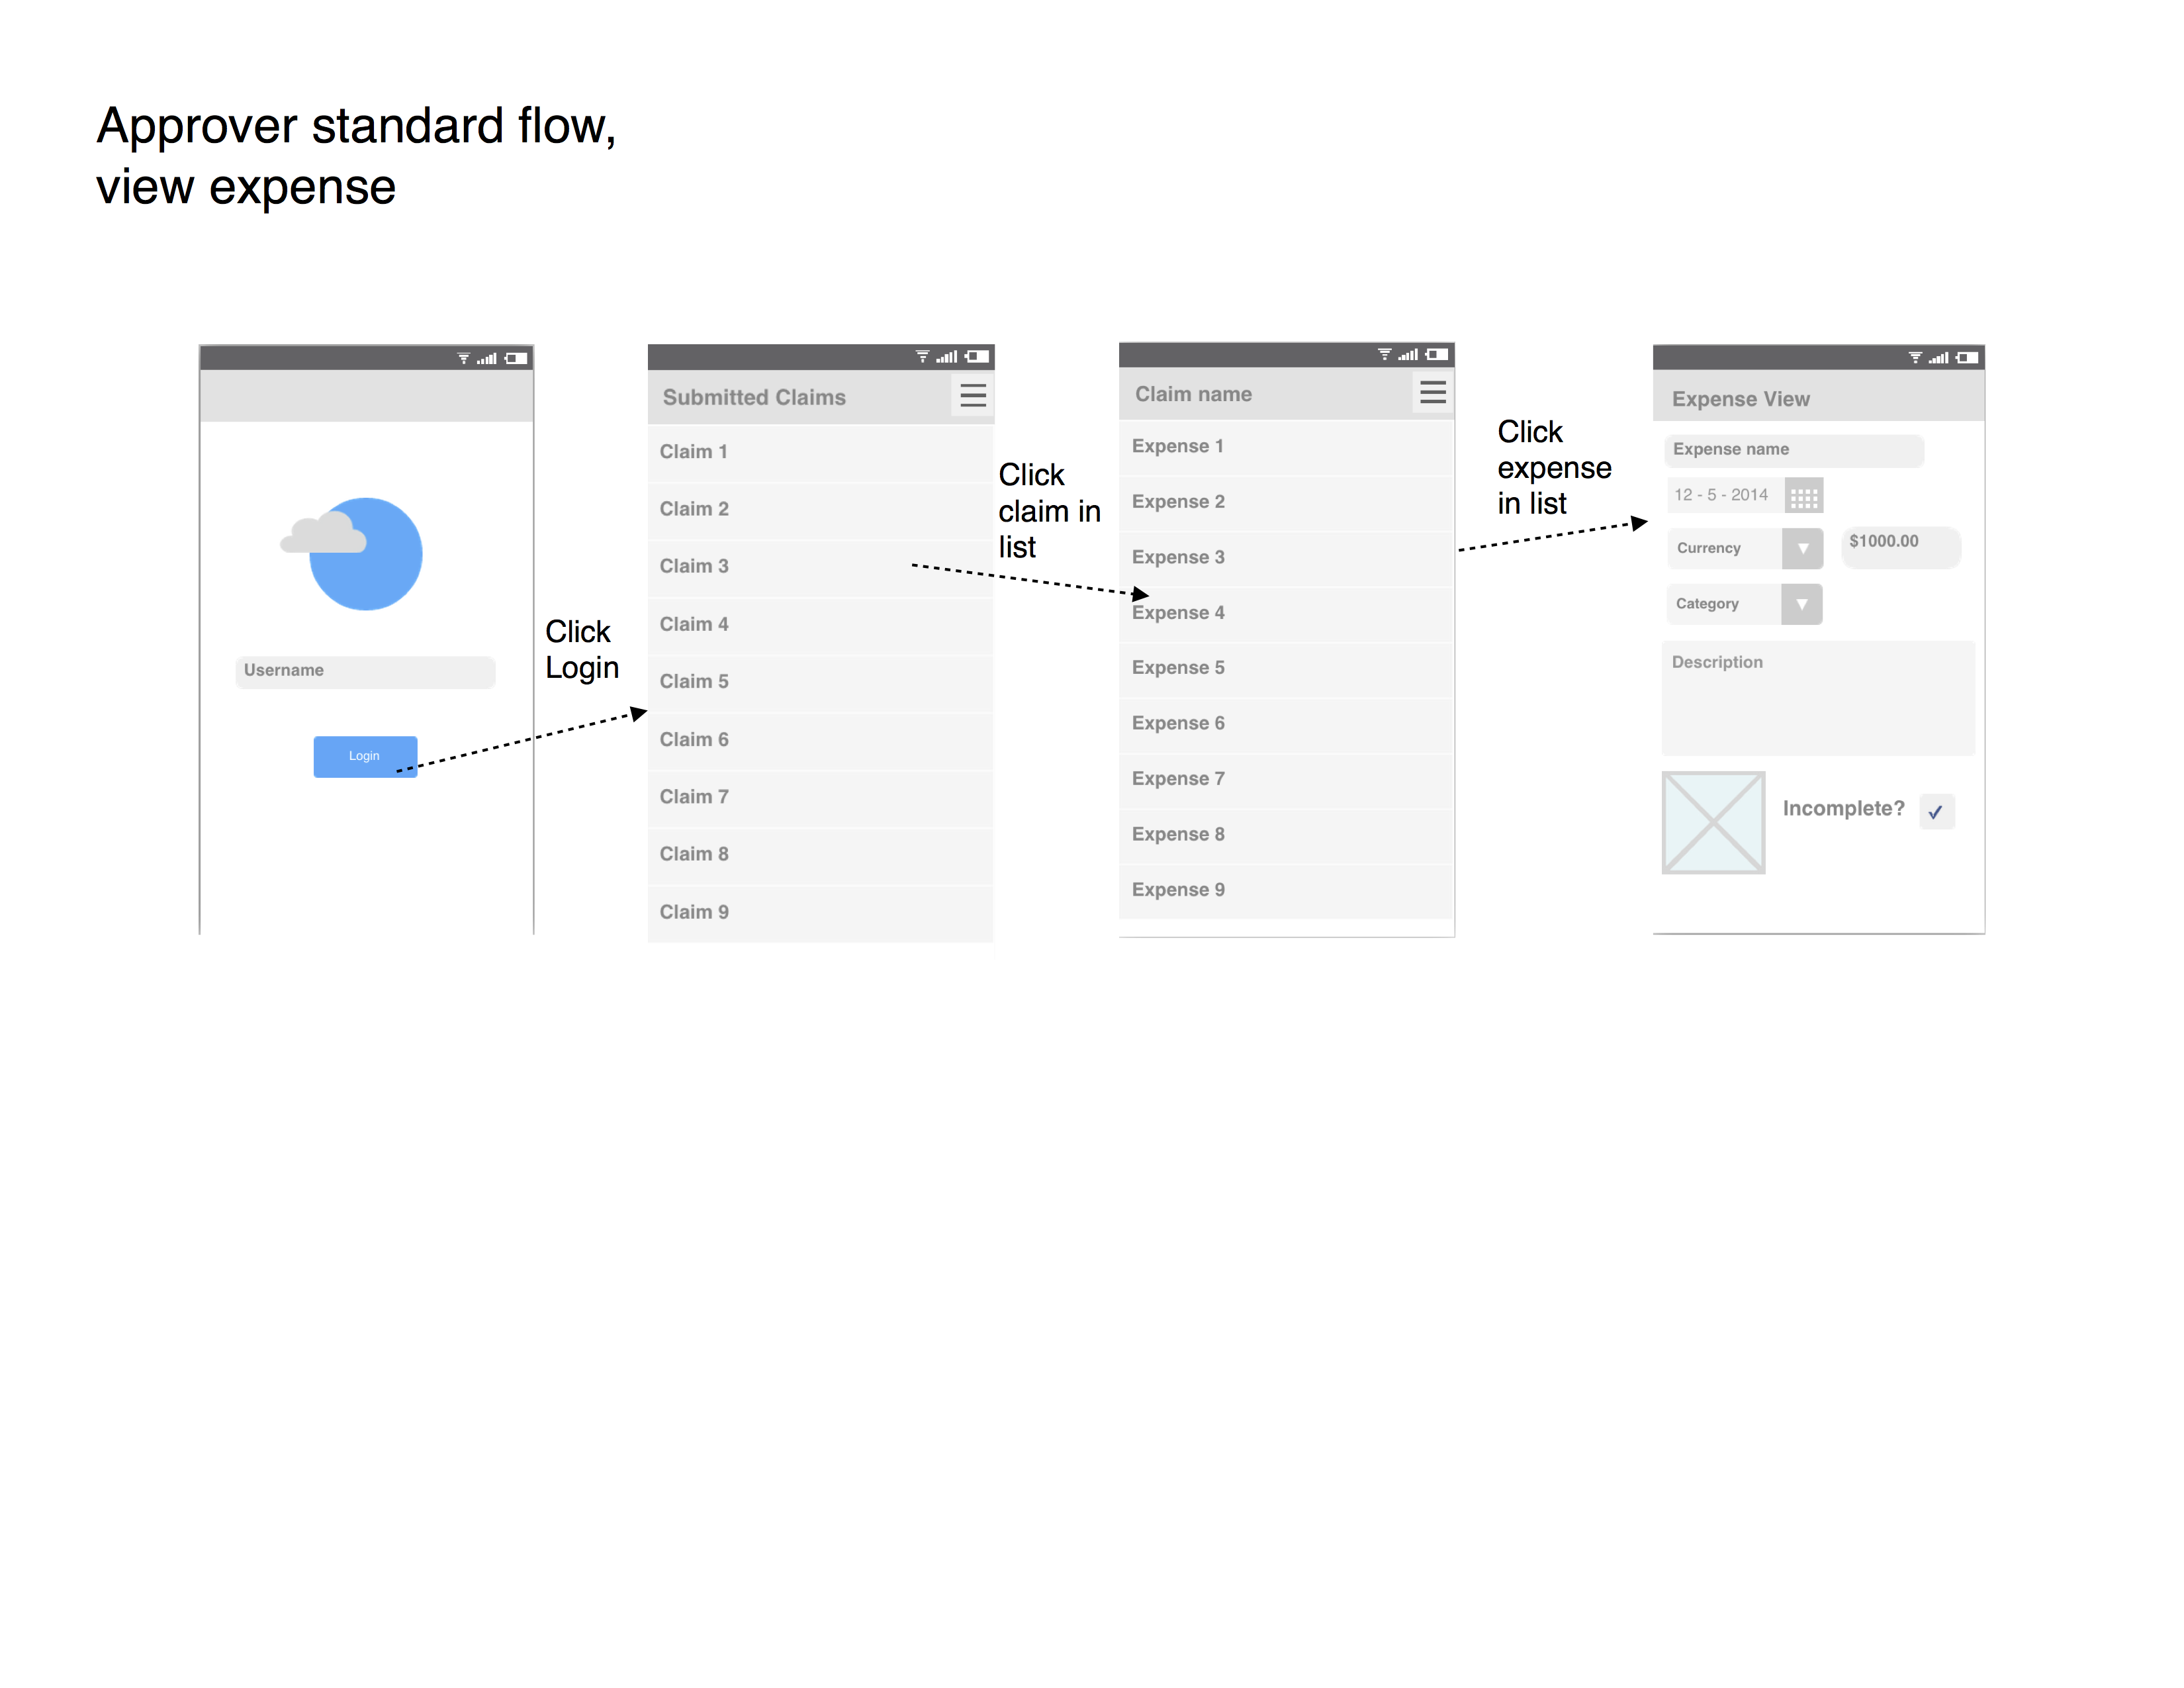 Approver standard flow,
view expense
Username
Login
Click
Login
Submitted Claims
Claim 1
Claim 2
Claim 3
Claim 4
Claim 5
Claim 6
Claim 7
Claim 8
Claim 9
Click
claim in
list
Claim name
Expense 1
Expense 2
Expense 3
Expense 4
Expense 5
Expense 6
Expense 7
Expense 8
Expense 9
Click
expense
in list
Expense View
Expense name
12 - 5 - 2014
Currency
$1000.00
Category
Description
Incomplete?